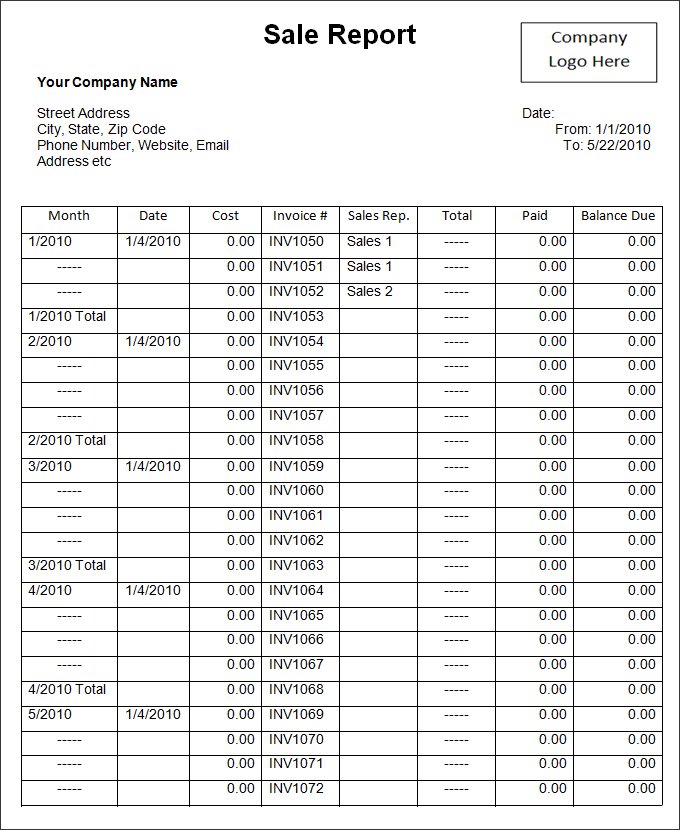 Sale Report
Company
Logo Here
Your Company Name
Street Address
City, State, Zip Code
Phone Number, Website, Email
Address etc
Date:
From: 1/1/2010
To: 5/22/2010
Month Date Cost Invoice # Sales Rep. Total Paid Balance Due
1/2010 1/4/2010 0.00 INV1050 Sales 1 ----- 0.00 0.00
----- 0.00 INV1051 Sales 1 ----- 0.00 0.00
----- 0.00 INV1052 Sales 2 ----- 0.00 0.00
1/2010 Total 0.00 INV1053 ----- 0.00 0.00
2/2010 1/4/2010 0.00 INV1054 ----- 0.00 0.00
----- 0.00 INV1055 ----- 0.00 0.00
----- 0.00 INV1056 ----- 0.00 0.00
----- 0.00 INV1057 ----- 0.00 0.00
2/2010 Total 0.00 INV1058 ----- 0.00 0.00
3/2010 1/4/2010 0.00 INV1059 ----- 0.00 0.00
----- 0.00 INV1060 ----- 0.00 0.00
----- 0.00 INV1061 ----- 0.00 0.00
----- 0.00 INV1062 ----- 0.00 0.00
3/2010 Total 0.00 INV1063 ----- 0.00 0.00
4/2010 1/4/2010 0.00 INV1064 ----- 0.00 0.00
----- 0.00 INV1065 ----- 0.00 0.00
----- 0.00 INV1066 ----- 0.00 0.00
----- 0.00 INV1067 ----- 0.00 0.00
4/2010 Total 0.00 INV1068 ----- 0.00 0.00
5/2010 1/4/2010 0.00 INV1069 ----- 0.00 0.00
----- 0.00 INV1070 ----- 0.00 0.00
----- 0.00 INV1071 ----- 0.00 0.00
----- 0.00 INV1072 ----- 0.00 0.00